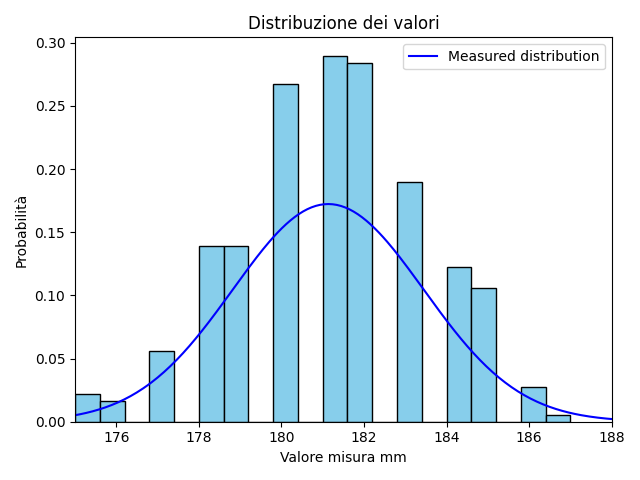 Distribuzione dei valori
Measured distribution
0.30
0.25
0.20
0.15
0.10
0.05
0.00
Probabilità
176 178 180 182 184 186 188
Valore misura mm